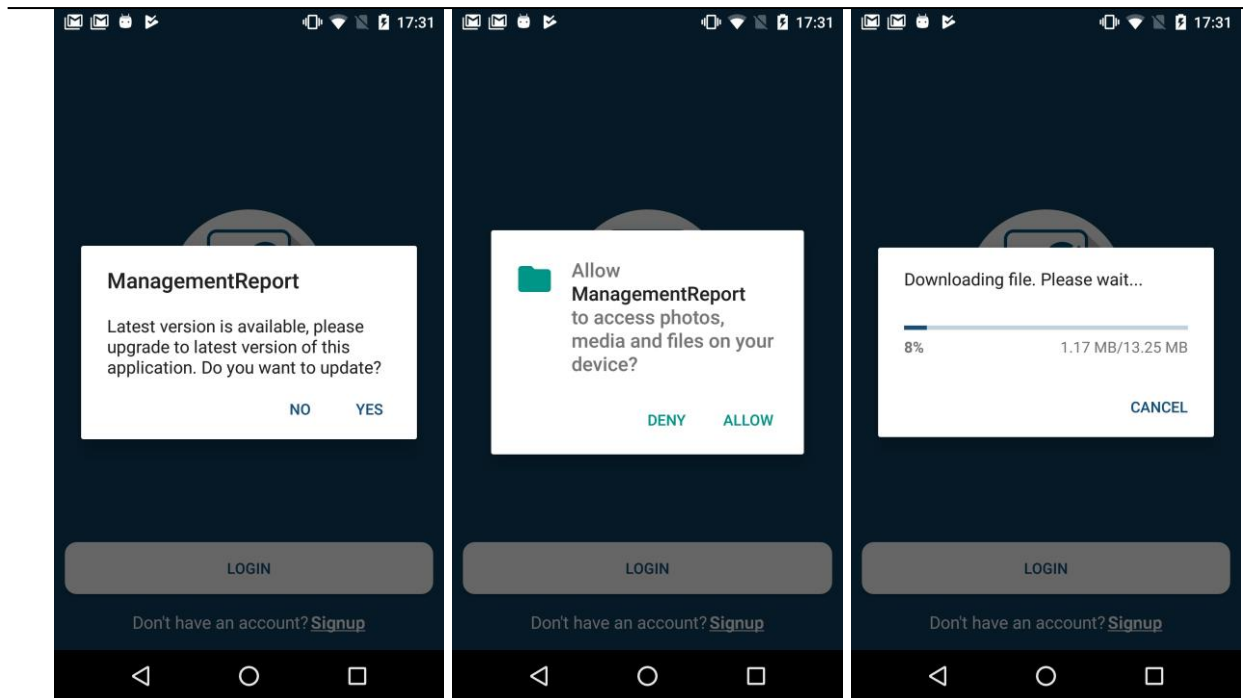 17:31
ManagementReport
Latest version is available, please
upgrade to latest version of this
application. Do you want to update?
NO YES
LOGIN
Don't have an account? Signup
17:31
Allow
ManagementReport
to access photos,
media and files on your
device?
DENY ALLOW
LOGIN
Don't have an account? Signup
17:31
Downloading file. Please wait...
8% 1.17 MB/13.25 MB
CANCEL
LOGIN
Don't have an account? Signup